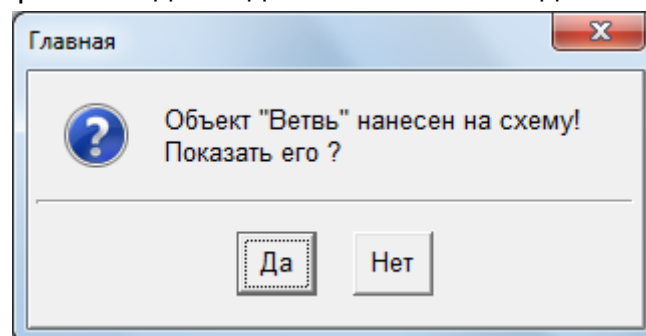 Главная
Объект "Ветвь" нанесен на схему!
Показать его ?
Да
Нет